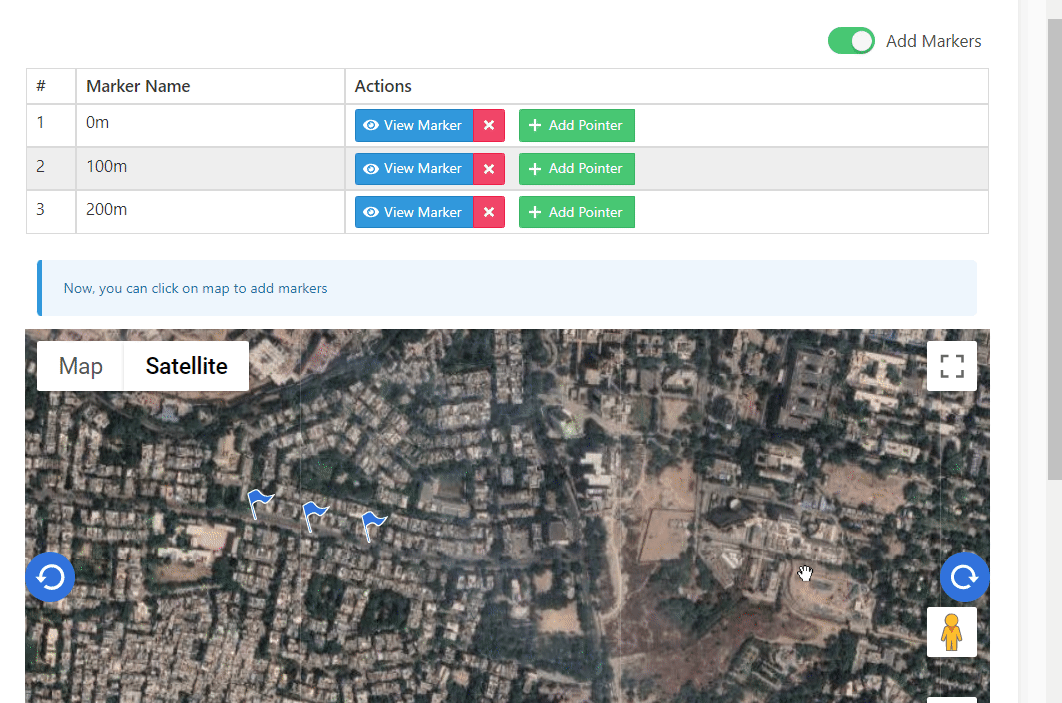 Add Markers
# Marker Name Actions
1 0m View Marker × + Add Pointer
2 100m View Marker × + Add Pointer
3 200m View Marker × + Add Pointer
Now, you can click on map to add markers
Map Satellite